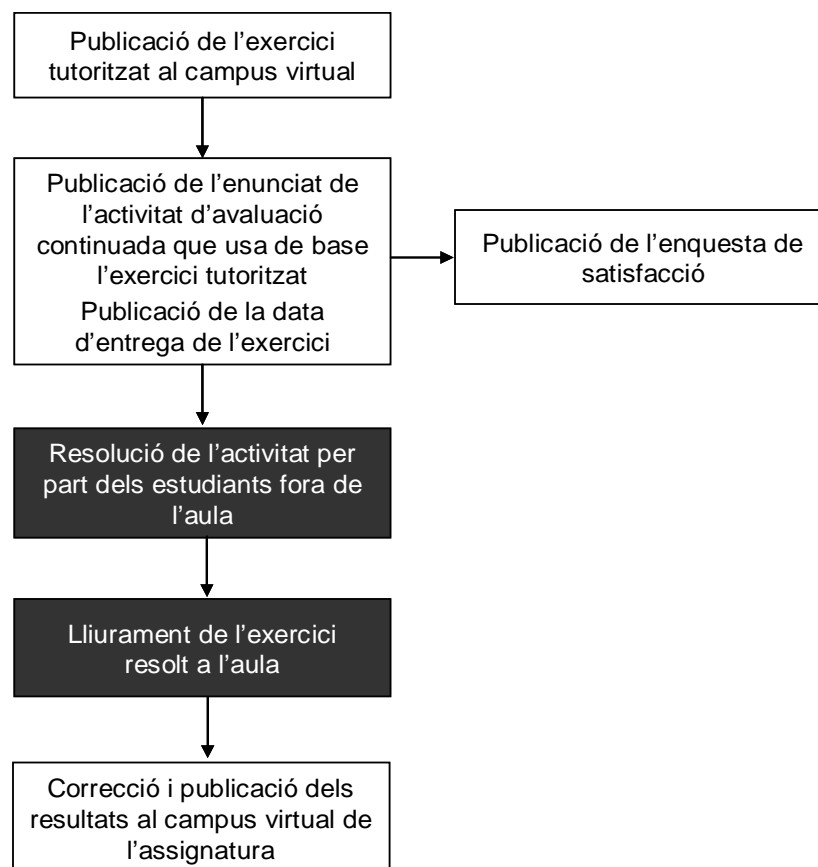 Publicació de l’exercici
tutoritzat al campus virtual
Publicació de l’enunciat de
l’activitat d’avaluació
continuada que usa de base
l’exercici tutoritzat
Publicació de la data
d’entrega de l’exercici
Publicació de l’enquesta de
satisfacció
Resolució de l’activitat per
part dels estudiants fora de
l’aula
Lliurament de l’exercici
resolt a l’aula
Correcció i publicació dels
resultats al campus virtual de
l’assignatura